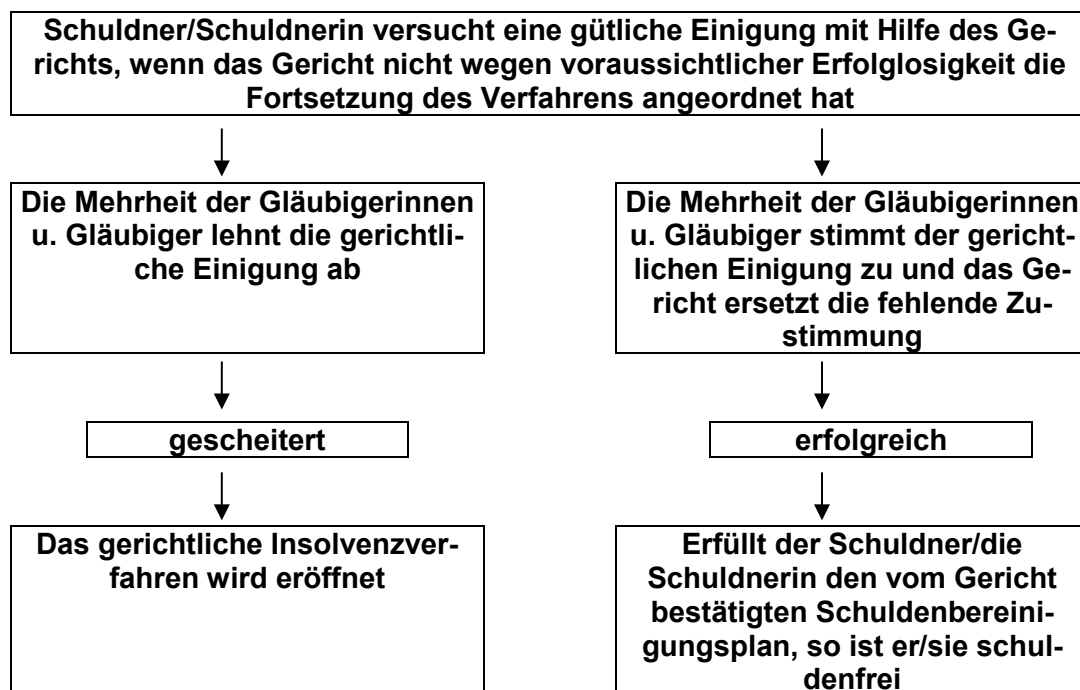 Schuldner/Schuldnerin versucht eine gütliche Einigung mit Hilfe des Ge-
richts, wenn das Gericht nicht wegen voraussichtlicher Erfolglosigkeit die
Fortsetzung des Verfahrens angeordnet hat
Die Mehrheit der Gläubigerinnen
u. Gläubiger lehnt die gerichtli-
che Einigung ab
Die Mehrheit der Gläubigerinnen
u. Gläubiger stimmt der gericht-
lichen Einigung zu und das Ge-
richt ersetzt die fehlende Zu-
stimmung
gescheitert
erfolgreich
Das gerichtliche Insolvenzver-
fahren wird eröffnet
Erfüllt der Schuldner/die
Schuldnerin den vom Gericht
bestätigten Schuldenbereini-
gungsplan, so ist er/sie schul-
denfrei